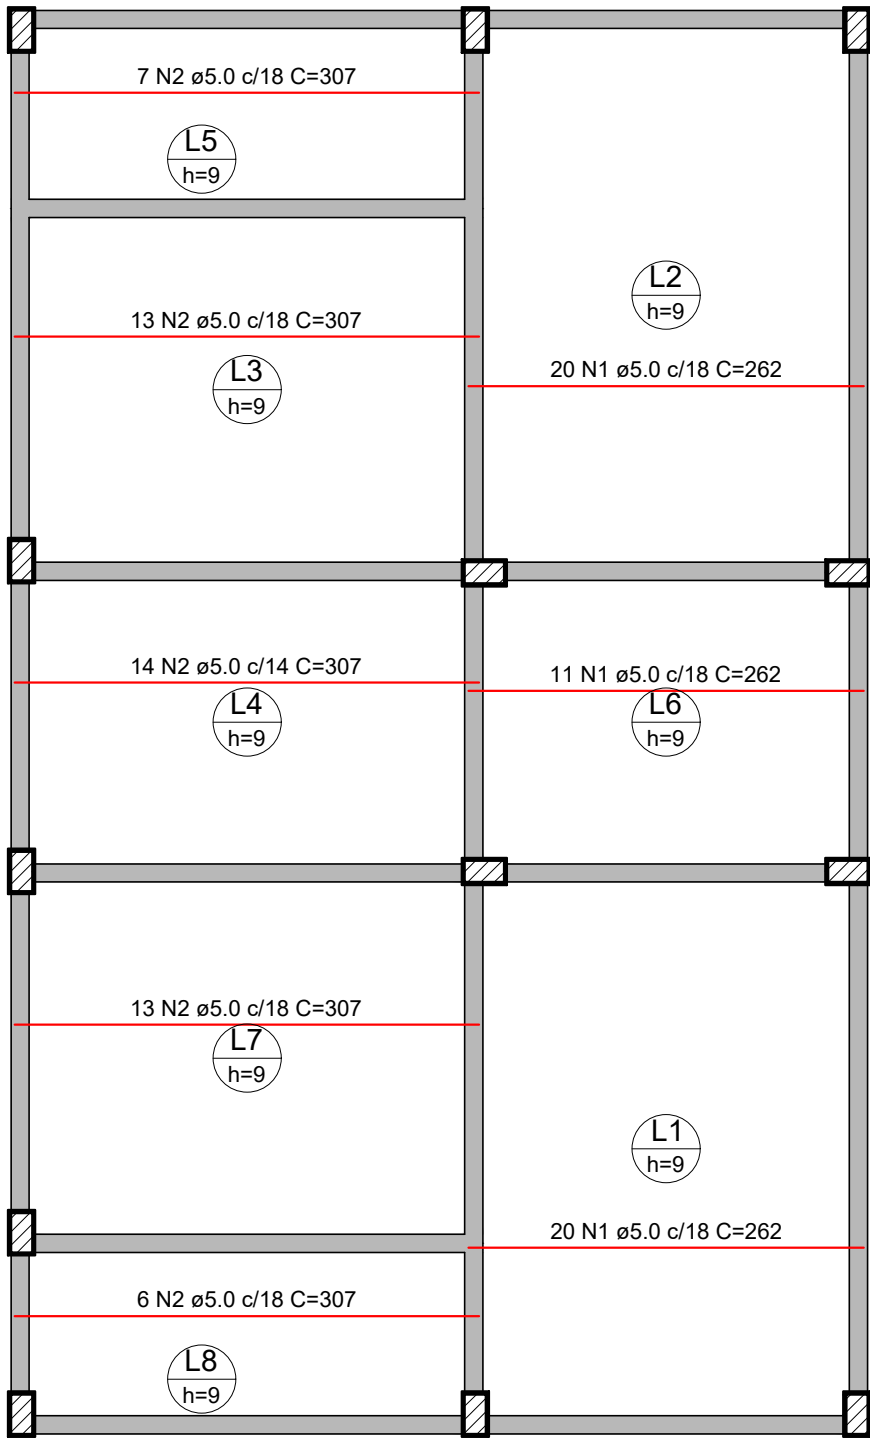 7 N2 ø5.0 c/18 C=307
L5
h=9
L2
h=9
13 N2 ø5.0 c/18 C=307
20 N1 ø5.0 c/18 C=262
L3
h=9
14 N2 ø5.0 c/14 C=307
11 N1 ø5.0 c/18 C=262
L4
h=9
L6
h=9
13 N2 ø5.0 c/18 C=307
L7
h=9
L1
h=9
20 N1 ø5.0 c/18 C=262
6 N2 ø5.0 c/18 C=307
L8
h=9